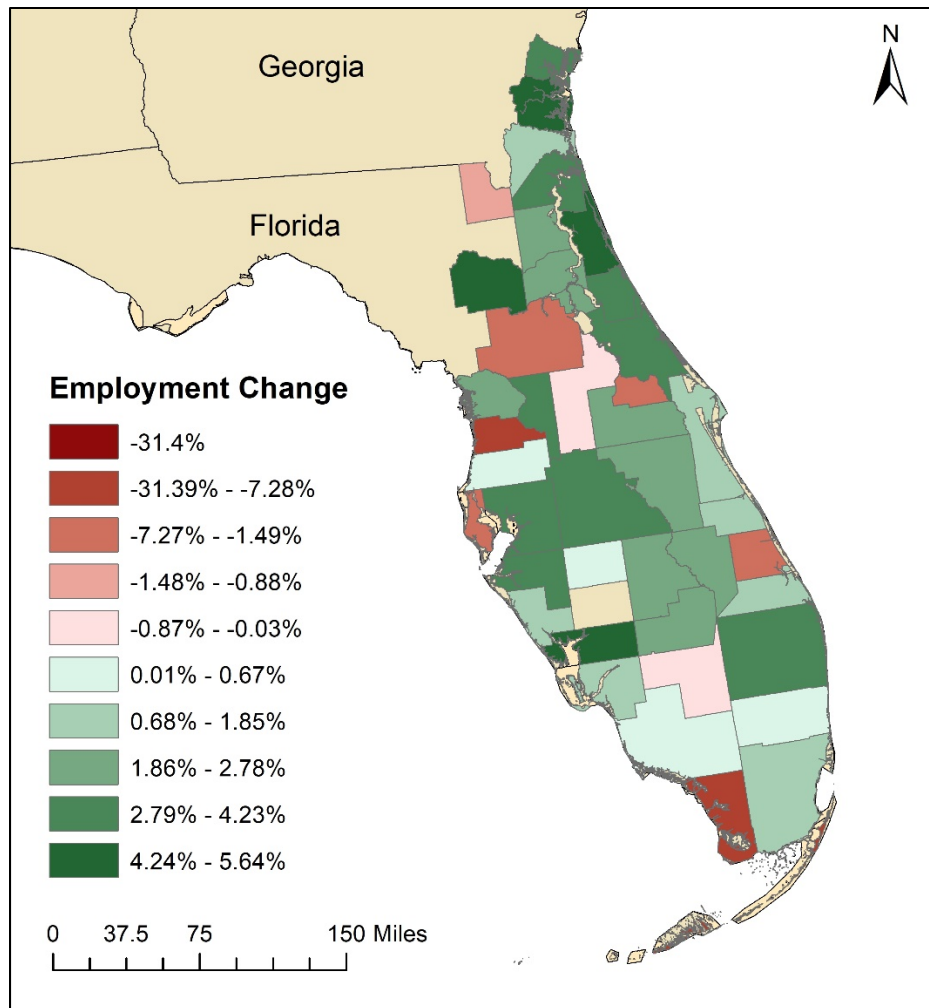 N
Georgia
Florida
Employment Change
-31.4%
-31.39% - -7.28%
-7.27% - -1.49%
-1.48% - -0.88%
-0.87% - -0.03%
0.01% - 0.67%
0.68% - 1.85%
1.86% - 2.78%
2.79% - 4.23%
4.24% - 5.64%
0 37.5 75 150 Miles